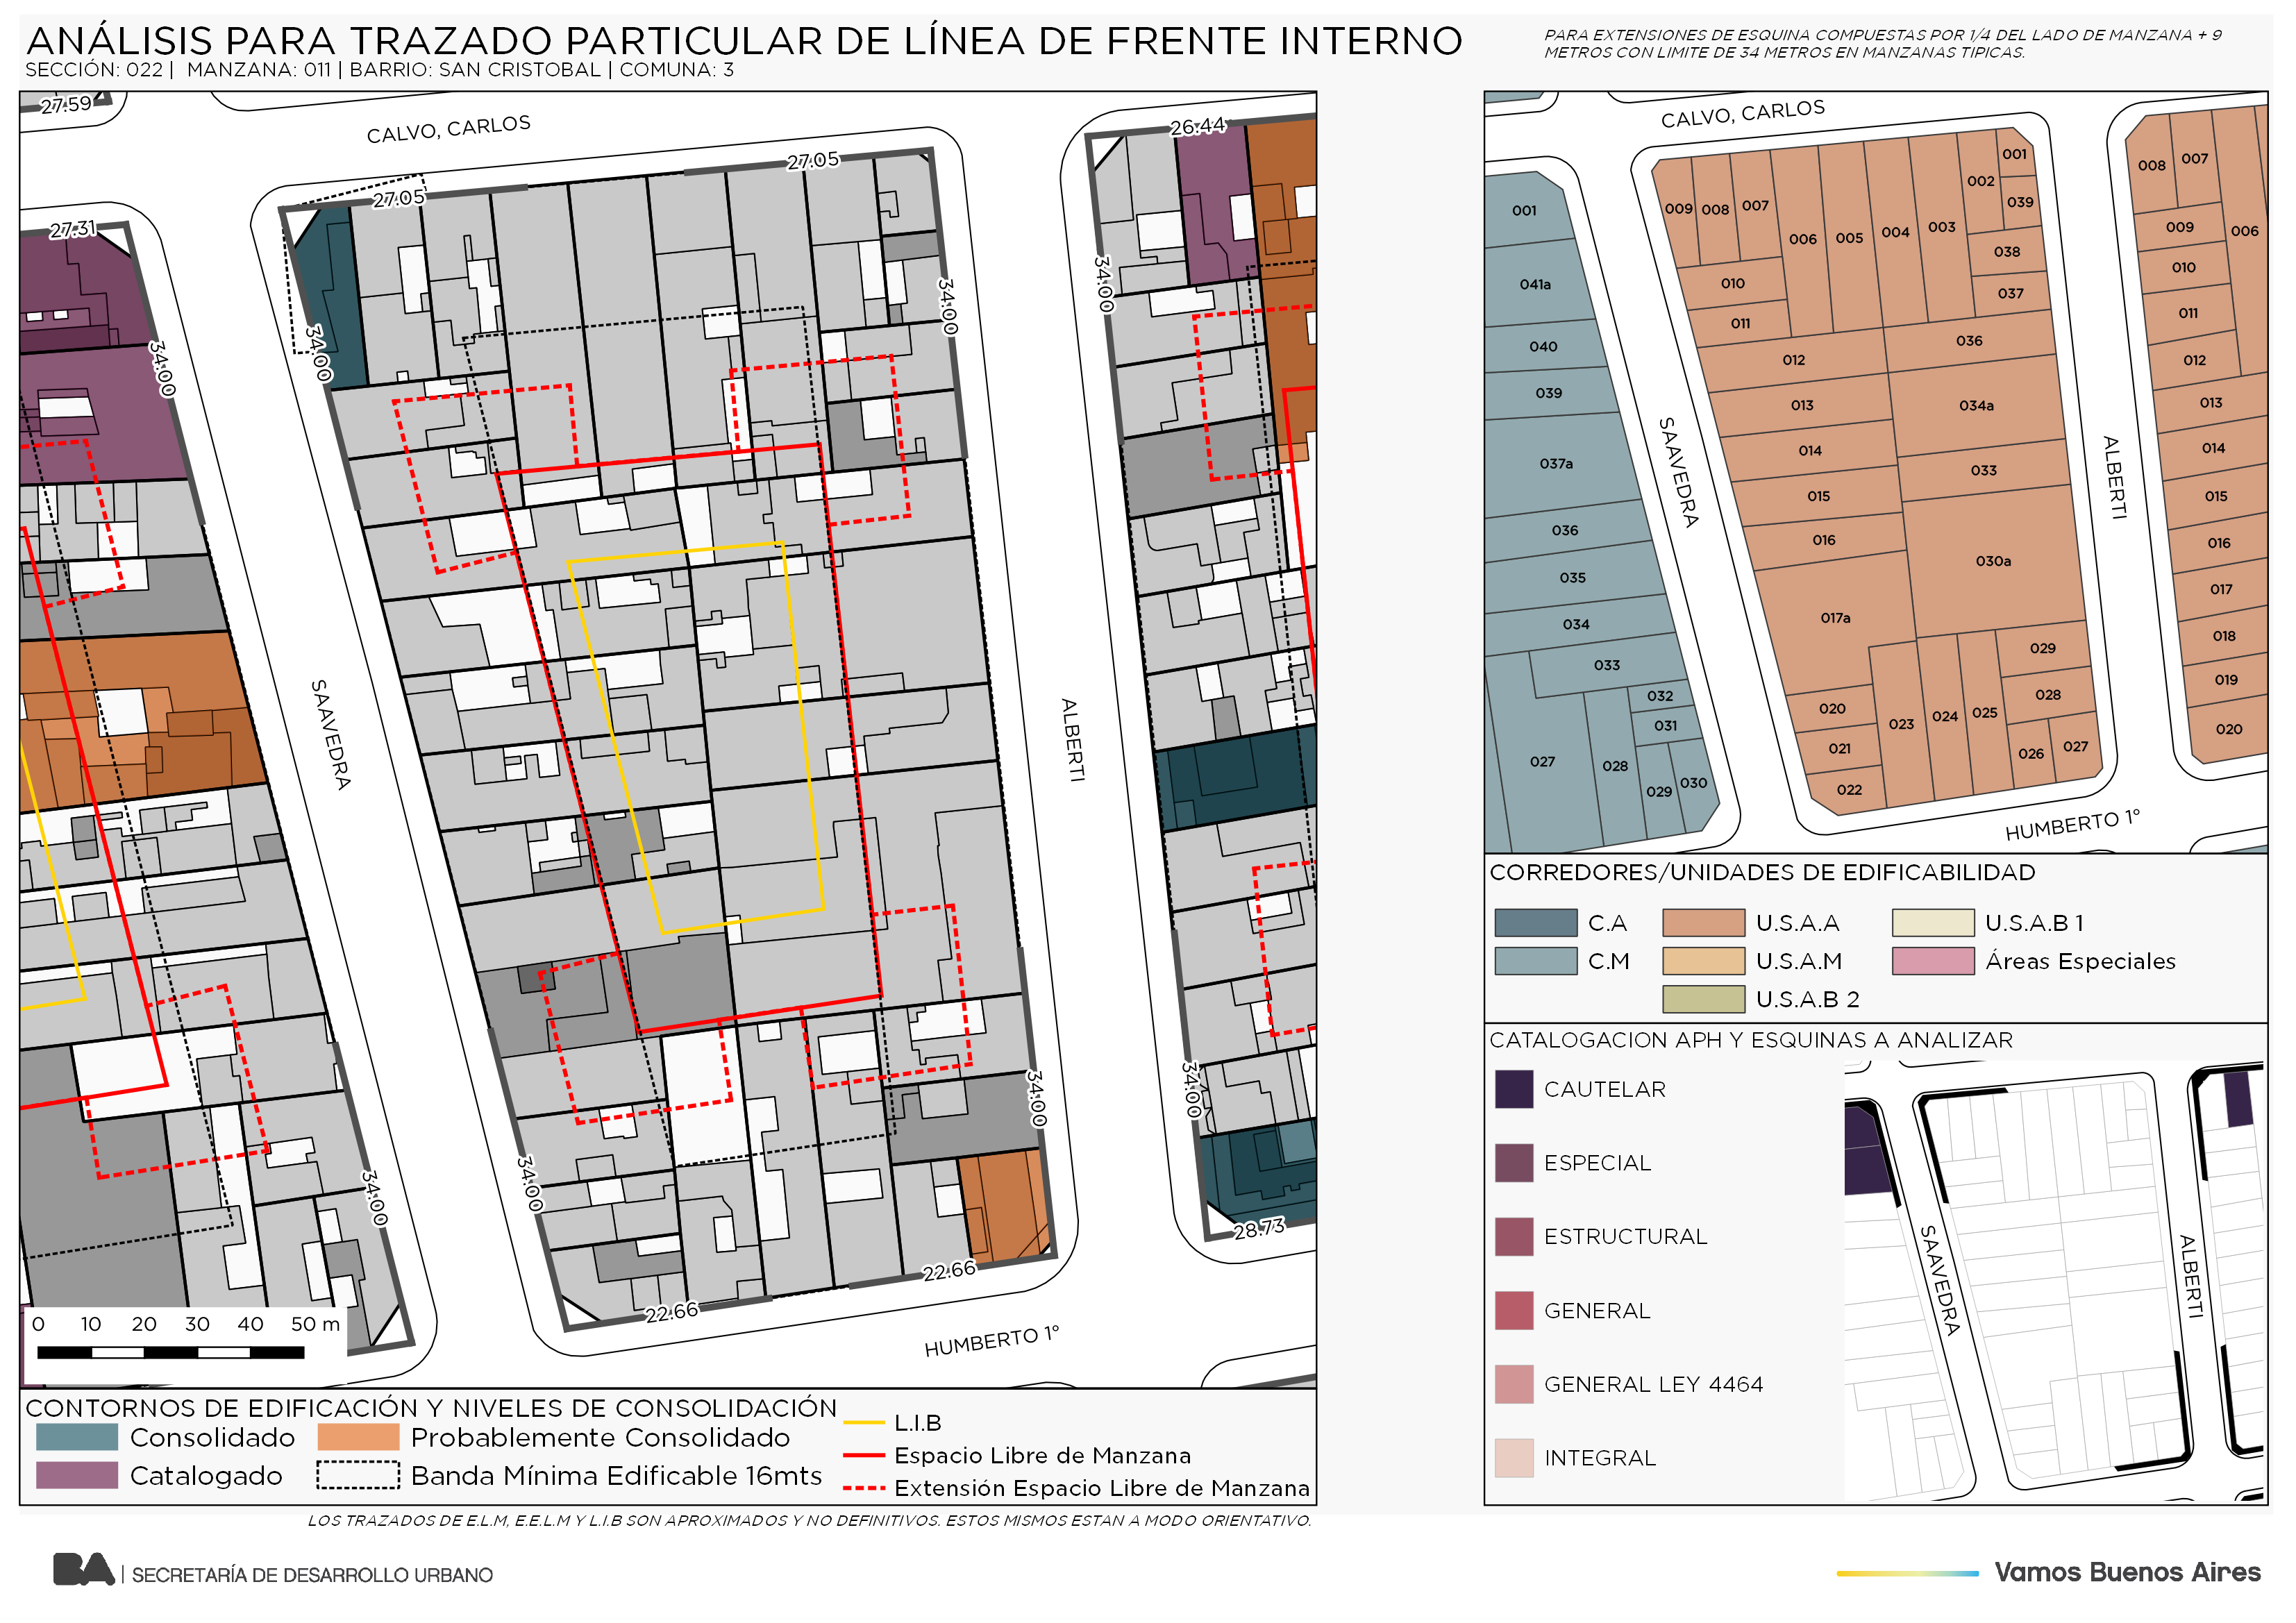 ANÁLISIS PARA TRAZADO PARTICULAR DE LÍNEA DE FRENTE INTERNO
SECCIÓN: 022 | MANZANA: 011 | BARRIO: SAN CRISTOBAL | COMUNA: 3
PARA EXTENSIONES DE ESQUINA COMPUESTAS POR 1/4 DEL LADO DE MANZANA + 9
METROS CON LIMITE DE 34 METROS EN MANZANAS TIPICAS.
27.59
CALVO, CARLOS
26.44
27.05
27.05
27.31
34.00
34.00
34.00
34.00
SAAVEDRA
ALBERTI
34.00
34.00
34.00
34.00
28.73
22.66
22.66
HUMBERTO 1°
0 10 20 30 40 50 m
CONTORNOS DE EDIFICACIÓN Y NIVELES DE CONSOLIDACIÓN
Consolidado
Probablemente Consolidado
Catalogado
Banda Mínima Edificable 16mts
L.I.B
Espacio Libre de Manzana
Extensión Espacio Libre de Manzana
LOS TRAZADOS DE E.L.M, E.E.L.M Y L.I.B SON APROXIMADOS Y NO DEFINITIVOS. ESTOS MISMOS ESTAN A MODO ORIENTATIVO.
CALVO, CARLOS
001
041a
040
039
037a
036
035
034
033
032
031
027
028
029
030
SAAVEDRA
009
008
007
006
005
004
003
002
001
039
038
037
010
011
012
036
013
034a
014
033
015
016
030a
017a
029
028
020
021
022
023
024
025
026
027
ALBERTI
008
007
009
006
010
011
012
013
014
015
016
017
018
019
020
HUMBERTO 1°
CORREDORES/UNIDADES DE EDIFICABILIDAD
C.A
U.S.A.A
U.S.A.B 1
C.M
U.S.A.M
Áreas Especiales
U.S.A.B 2
CATALOGACION APH Y ESQUINAS A ANALIZAR
CAUTELAR
ESPECIAL
ESTRUCTURAL
GENERAL
GENERAL LEY 4464
INTEGRAL
SAAVEDRA
ALBERTI
BA | SECRETARÍA DE DESARROLLO URBANO
Vamos Buenos Aires